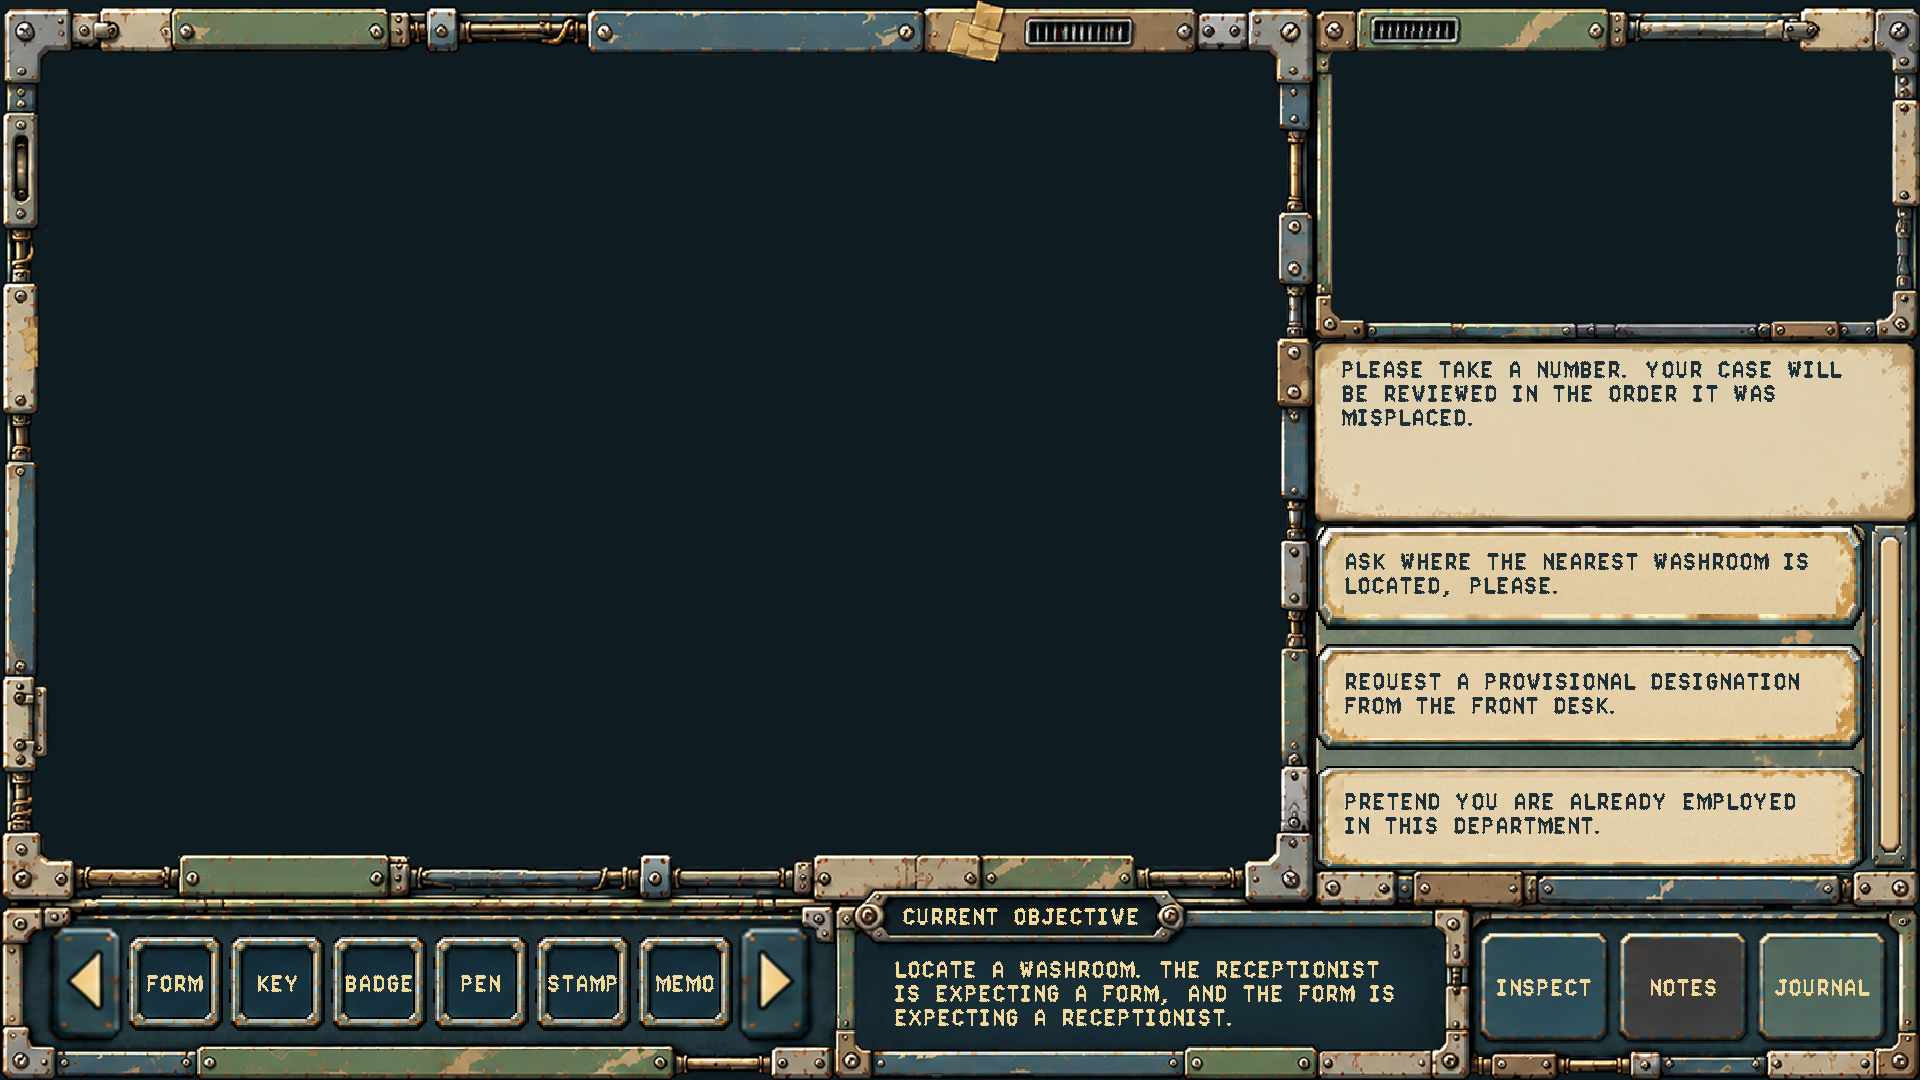 PLEASE TAKE A NUMBER. YOUR CASE WILL
BE REVIEWED IN THE ORDER IT WAS
MISPLACED.
ASK WHERE THE NEAREST WASHROOM IS
LOCATED, PLEASE.
REQUEST A PROVISIONAL DESIGNATION
FROM THE FRONT DESK.
PRETEND YOU ARE ALREADY EMPLOYED
IN THIS DEPARTMENT.
FORM
KEY
BADGE
PEN
STAMP
MEMO
CURRENT OBJECTIVE
LOCATE A WASHROOM. THE RECEPTIONIST
IS EXPECTING A FORM, AND THE FORM IS
EXPECTING A RECEPTIONIST.
INSPECT
NOTES
JOURNAL